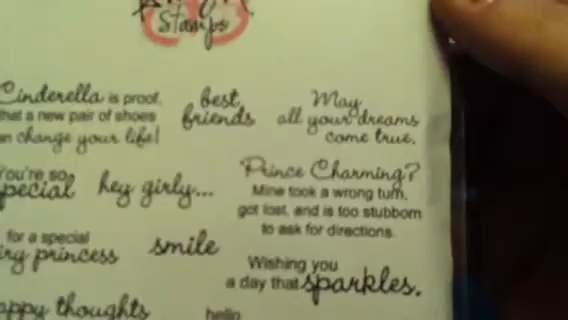 Stamps
Cinderella is proof,
that a new pair of shoes
can change your life!
best
friends
May
all your dreams
come true.
You're so
special
hey girly...
Prince Charming?
Mine took a wrong turn,
got lost, and is too stubborn
to ask for directions.
for a special
princess
smile
Wishing you
a day that sparkles.
happy thoughts
hello